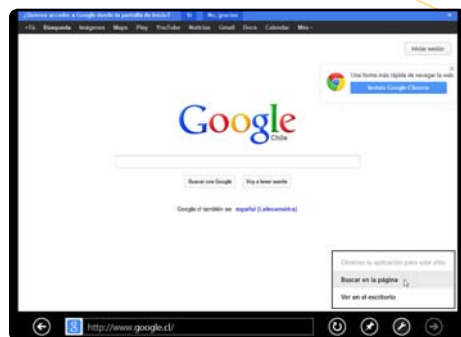 ¿Quieres acceder a Google desde la pantalla de inicio? Sí No, gracias
+Tú Búsqueda Imágenes Maps Play YouTube Noticias Gmail Docs Calendar Más
Iniciar sesión
Una forma más rápida de navegar la web
Instala Google Chrome
Google
Chile
Buscar con Google Voy a tener suerte
Google.cl también en: español (Latinoamérica)
Obtener la aplicación para este sitio
Buscar en la página
Ver en el escritorio
http://www.google.cl/